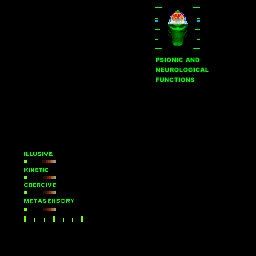 PSIONIC AND
NEUROLOGICAL
FUNCTIONS
ILLUSIVE
KINETIC
COERCIVE
METASENSORY